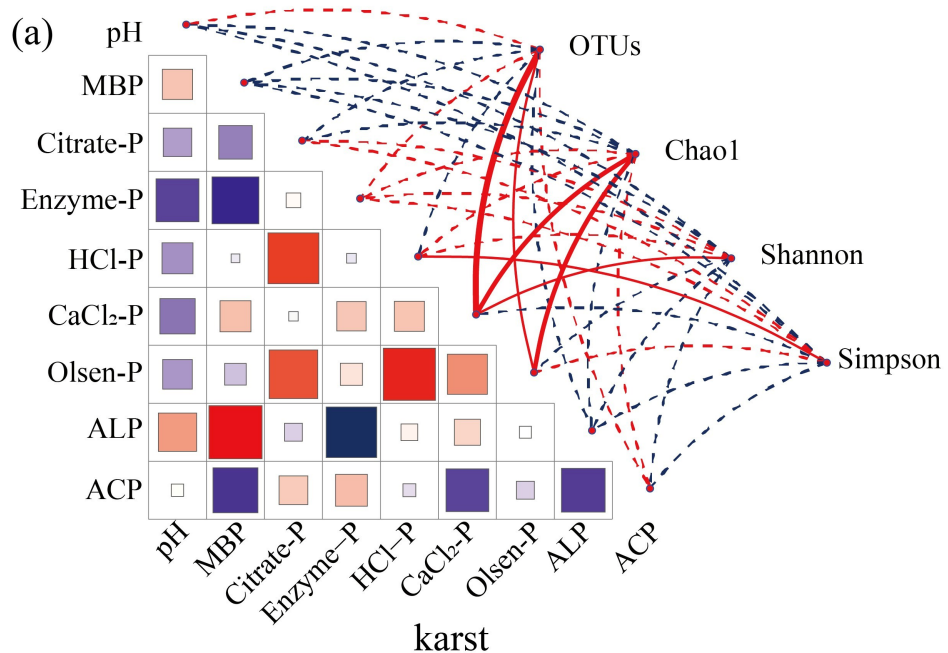 (a)
pH
OTUs
MBP
Citrate-P
Chao1
Enzyme-P
HCl-P
Shannon
CaCl₂-P
Olsen-P
Simpson
ALP
ACP
pH
MBP
Citrate-P
Enzyme-P
HCl-P
CaCl₂-P
Olsen-P
ALP
ACP
karst